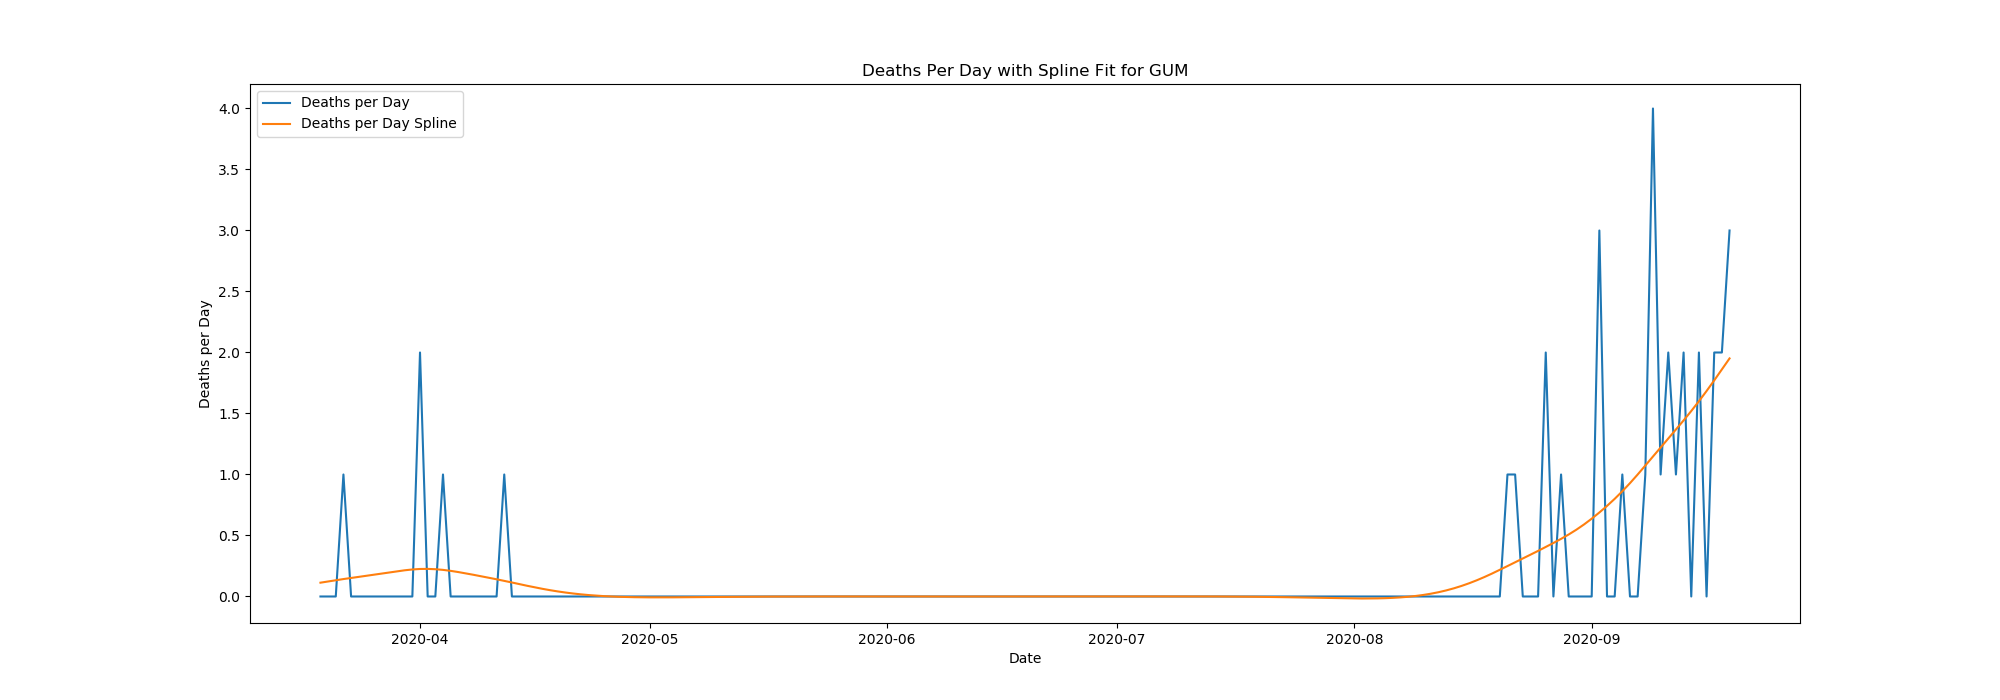 Deaths Per Day with Spline Fit for GUM
Deaths per Day
Deaths per Day Spline
4.0
3.5
3.0
2.5
2.0
1.5
1.0
0.5
0.0
Deaths per Day
2020-04 2020-05 2020-06 2020-07 2020-08 2020-09
Date